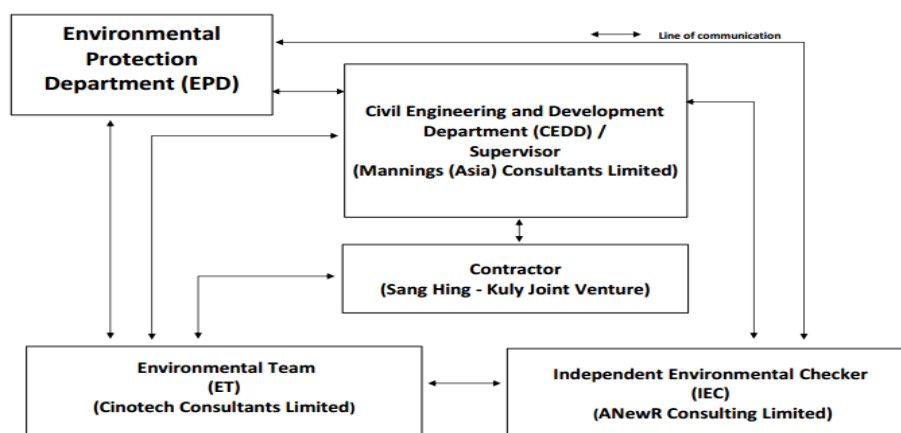 Environmental
Protection
Department (EPD)
Line of communication
Civil Engineering and Development
Department (CEDD) /
Supervisor
(Mannings (Asia) Consultants Limited)
Contractor
(Sang Hing - Kuly Joint Venture)
Environmental Team
(ET)
(Cinotech Consultants Limited)
Independent Environmental Checker
(IEC)
(ANewR Consulting Limited)